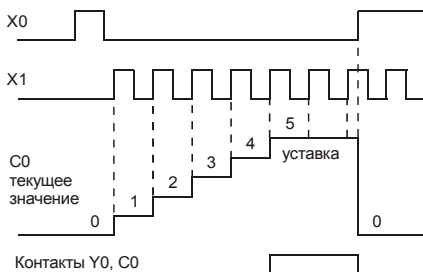 X0
X1
5
4
уставка
3
C0
2
текущее
1
значение
0
0
Контакты Y0, C0